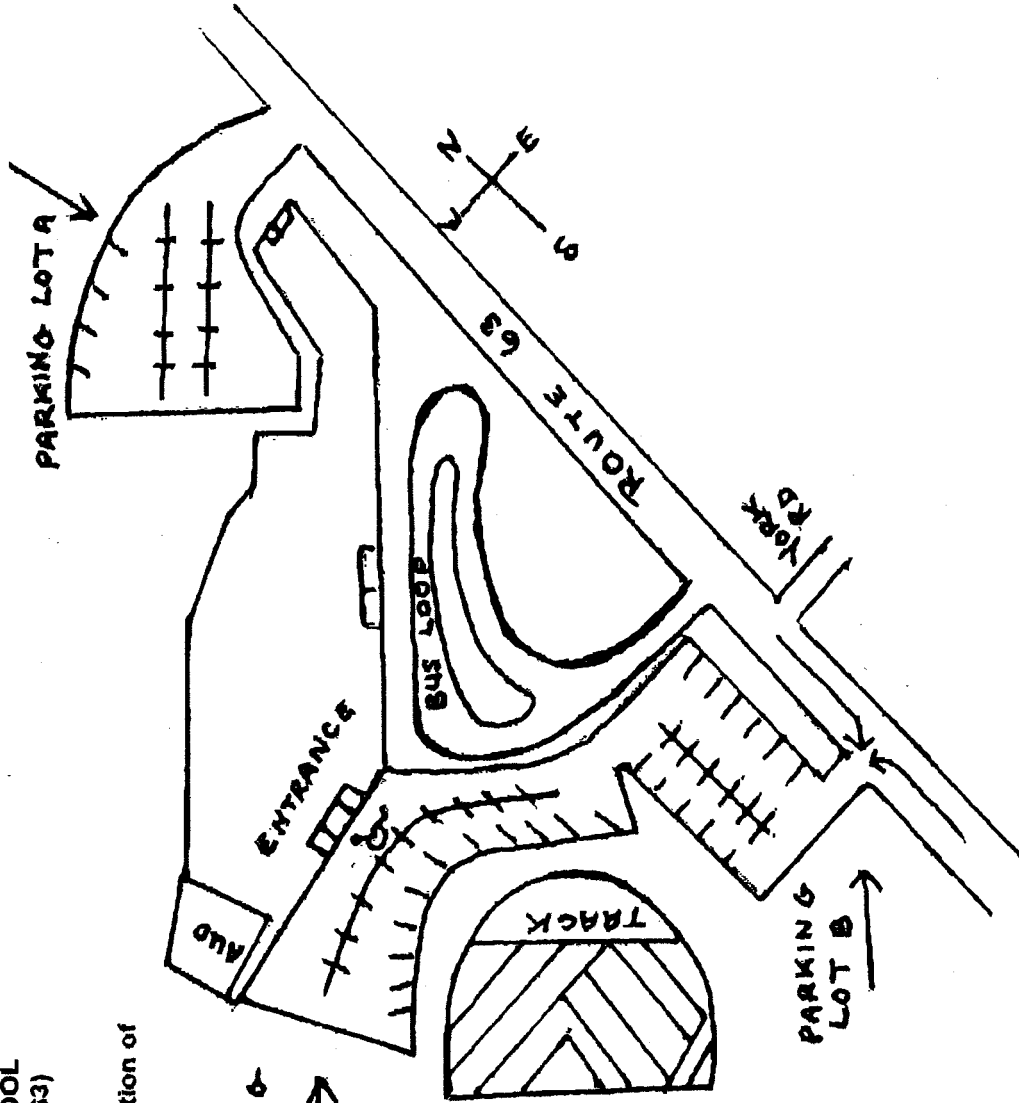 OOL
63)
tion of
PARKING LOT A
N
E
S
ROUTE 63
YORK
RD
BUS LOOP
ENTRANCE
AUD
TRACK
PARKING
LOT B